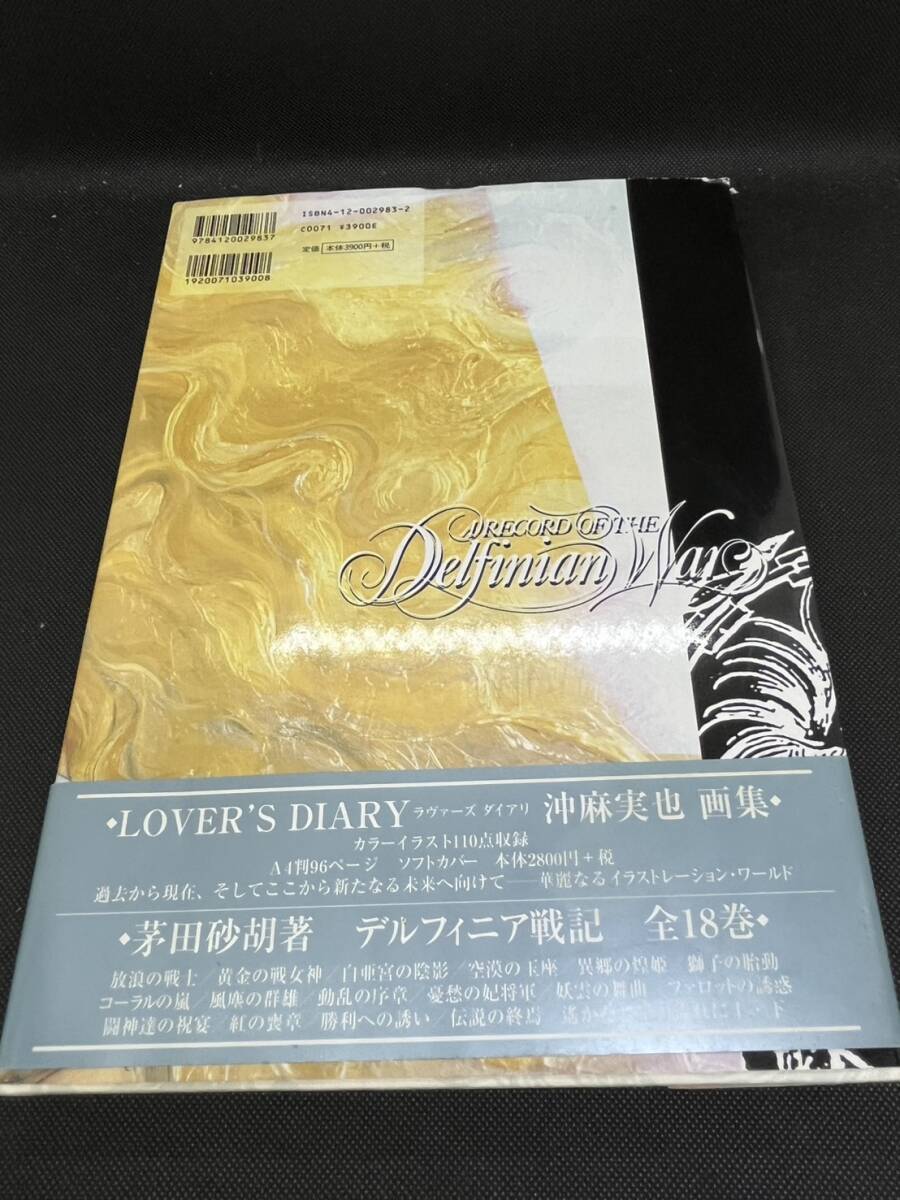 ISBN4-12-002983-2
9784120029837
C0071 ¥3900E
定価 本体3900円+税
1920071039008
A RECORD OF THE
Delfinian War
◆LOVER'S DIARY ラヴァーズ ダイアリ 沖麻実也 画集◆
カラーイラスト110点収録
A4判96ページ ソフトカバー 本体2800円+税
過去から現在、そしてここから新たなる未来へ向けて――華麗なるイラストレーション・ワールド
◆茅田砂胡著 デルフィニア戦記 全18巻◆
放浪の戦士/黄金の戦女神/白亜宮の陰影/空漠の玉座/異郷の煌姫/獅子の胎動
コーラルの嵐/風塵の群雄/動乱の序章/憂愁の妃将軍/妖雲の舞曲/ファロットの誘惑
闘神達の祝宴/紅の喪章/勝利への誘い/伝説の終焉/遙か